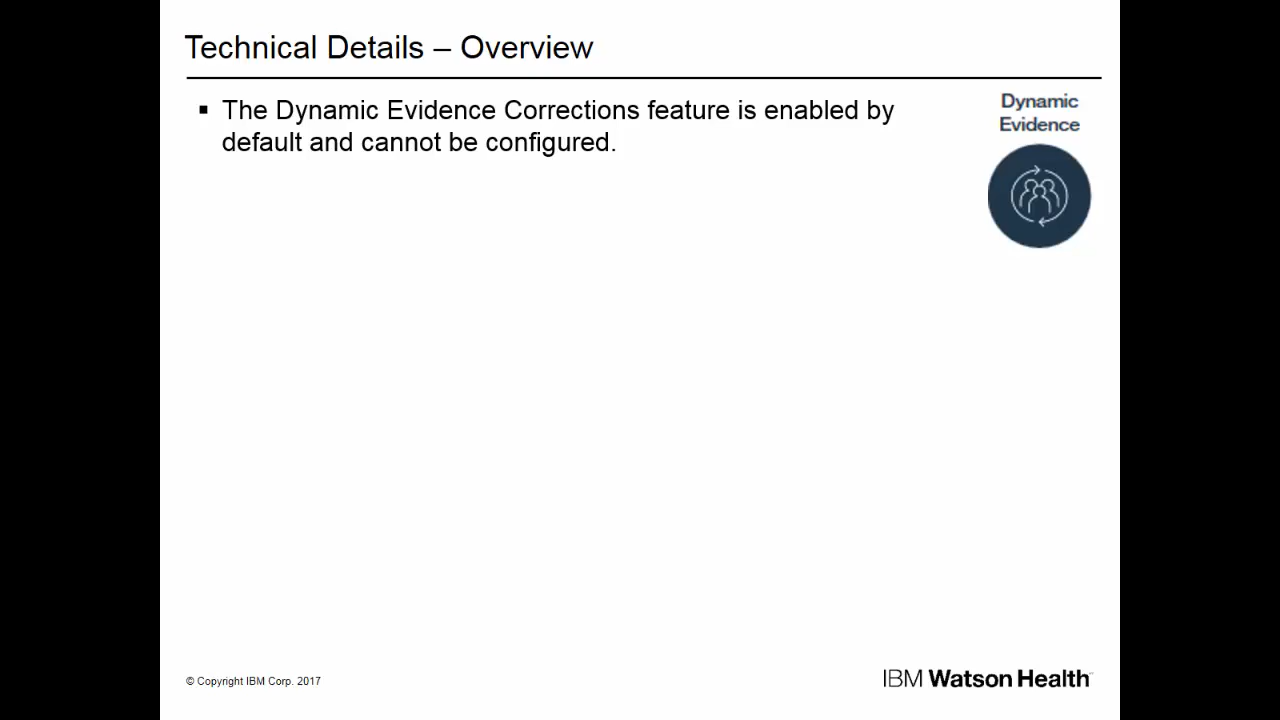 Technical Details – Overview
▪ The Dynamic Evidence Corrections feature is enabled by
default and cannot be configured.
Dynamic
Evidence
© Copyright IBM Corp. 2017
IBM Watson Health